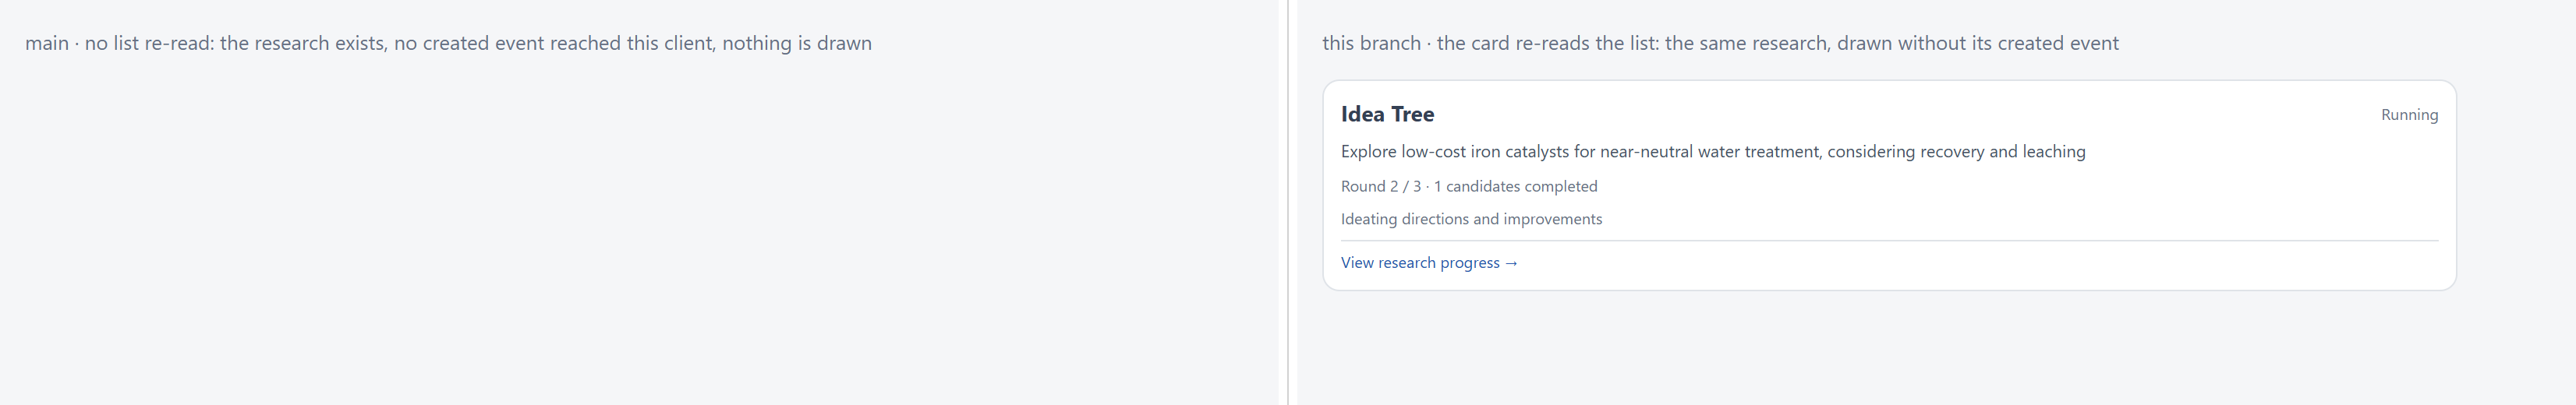 main · no list re-read: the research exists, no created event reached this client, nothing is drawn
this branch · the card re-reads the list: the same research, drawn without its created event
Idea Tree
Running
Explore low-cost iron catalysts for near-neutral water treatment, considering recovery and leaching
Round 2 / 3 · 1 candidates completed
Ideating directions and improvements
View research progress →